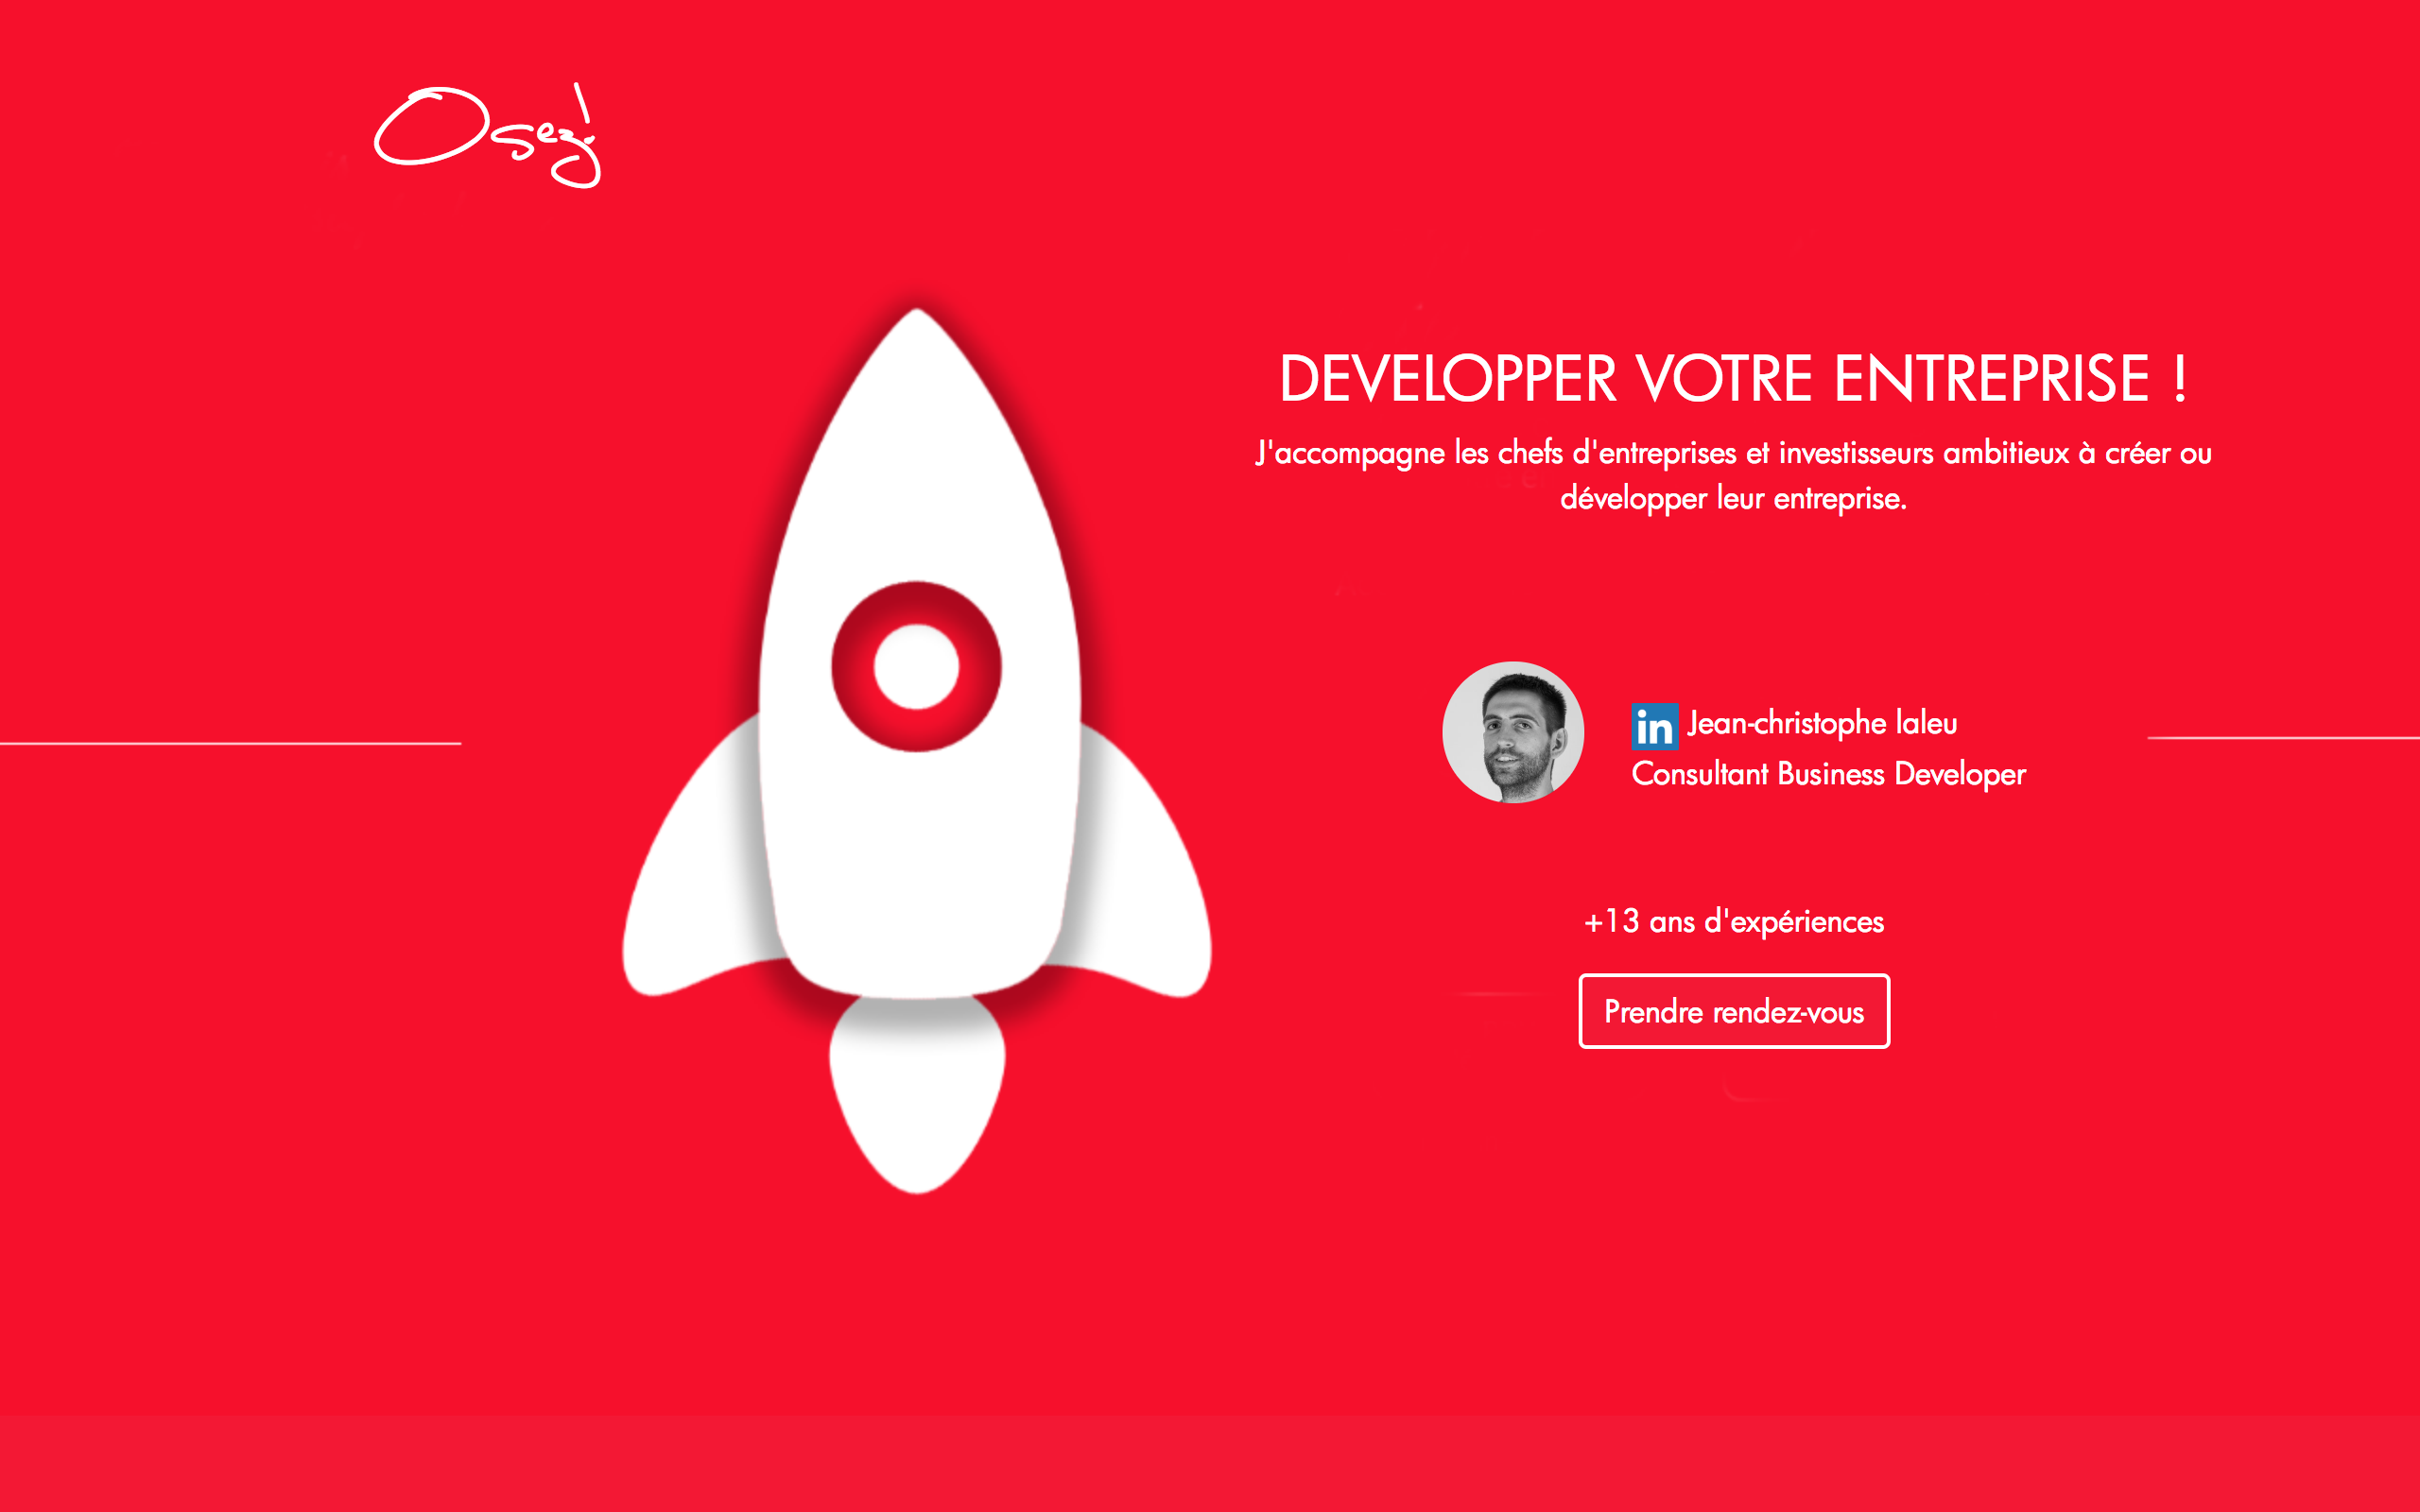 Osez!
DEVELOPPER VOTRE ENTREPRISE !
J'accompagne les chefs d'entreprises et investisseurs ambitieux à créer ou
développer leur entreprise.
in Jean-christophe laleu
Consultant Business Developer
+13 ans d'expériences
Prendre rendez-vous